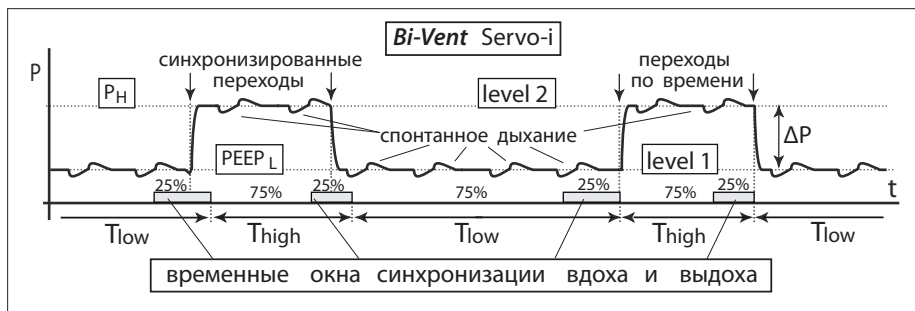 Bi-Vent Servo-i
синхронизированные
переходы
переходы
по времени
P
PH
level 2
спонтанное дыхание
ΔP
PEEP L
level 1
t
25%
75%
25%
75%
25%
75%
25%
Tlow
Thigh
Tlow
Thigh
Tlow
временные окна синхронизации вдоха и выдоха